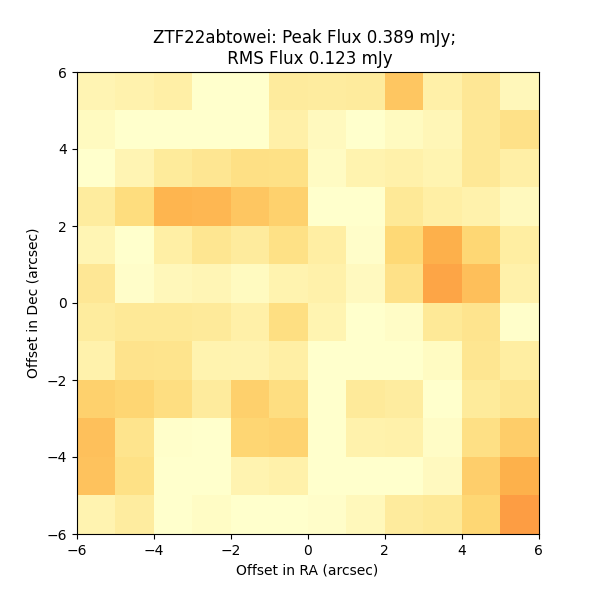 ZTF22abtowei: Peak Flux 0.389 mJy;
RMS Flux 0.123 mJy
6
4
2
0
−2
−4
−6
Offset in Dec (arcsec)
−6 −4 −2 0 2 4 6
Offset in RA (arcsec)